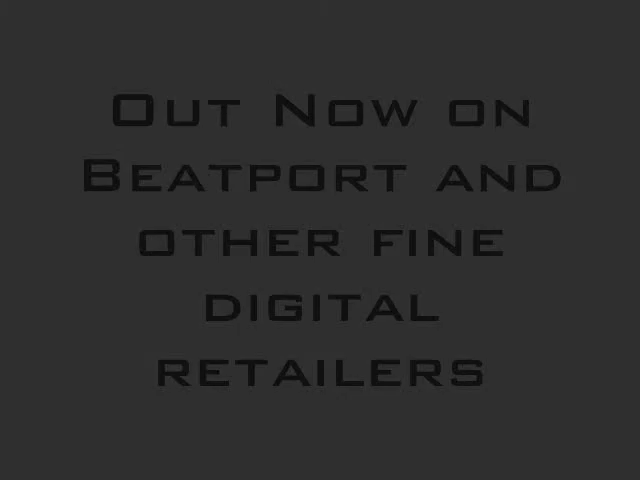 Out Now on
Beatport and
other fine
digital
retailers